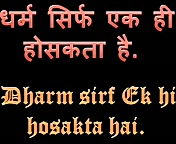 धर्म सिर्फ एक ही
होसकता है.
Dharm sirf Ek hi
hosakta hai.